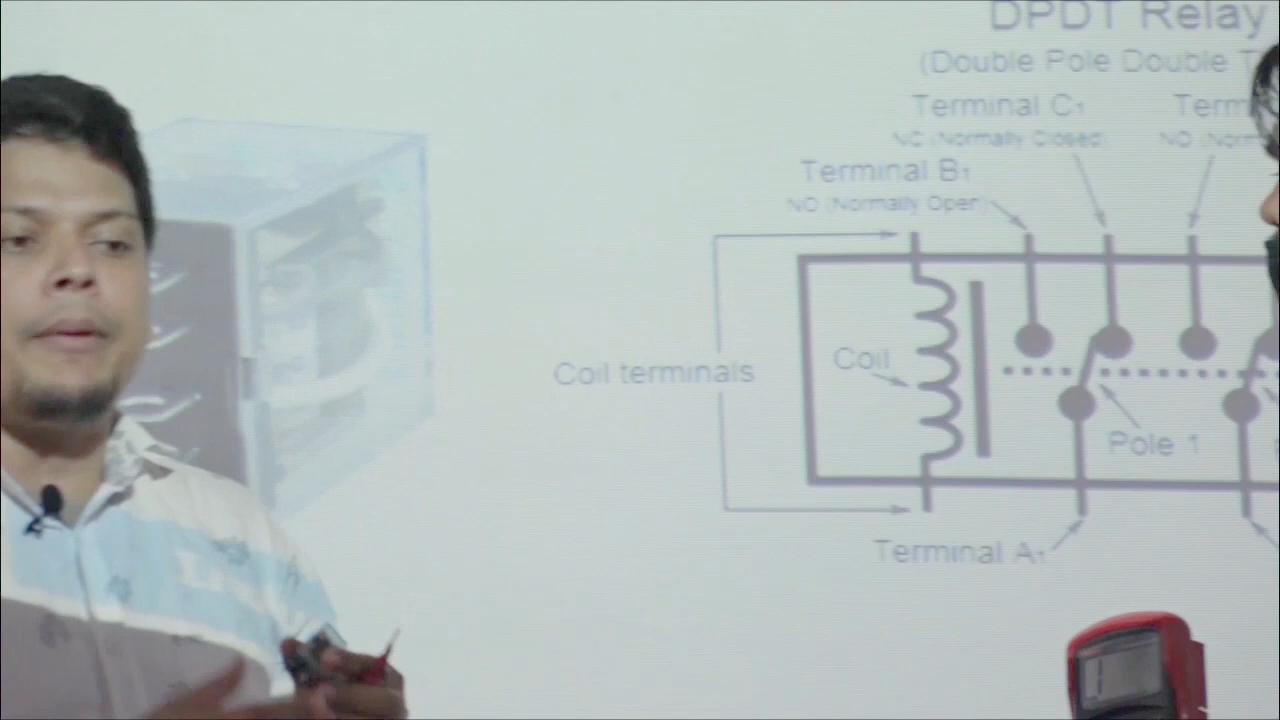 DPDT Relay
(Double Pole Double T
Terminal C1
Term
NC (Normally Closed)
NO (Norm
Terminal B1
NO (Normally Open)
Coil terminals
Coil
Pole 1
Terminal A1